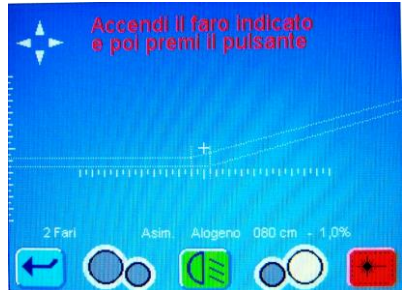 Accendi il faro indicato
e poi premi il pulsante
2 Fari Asim. Alogeno 080 cm - 1,0%